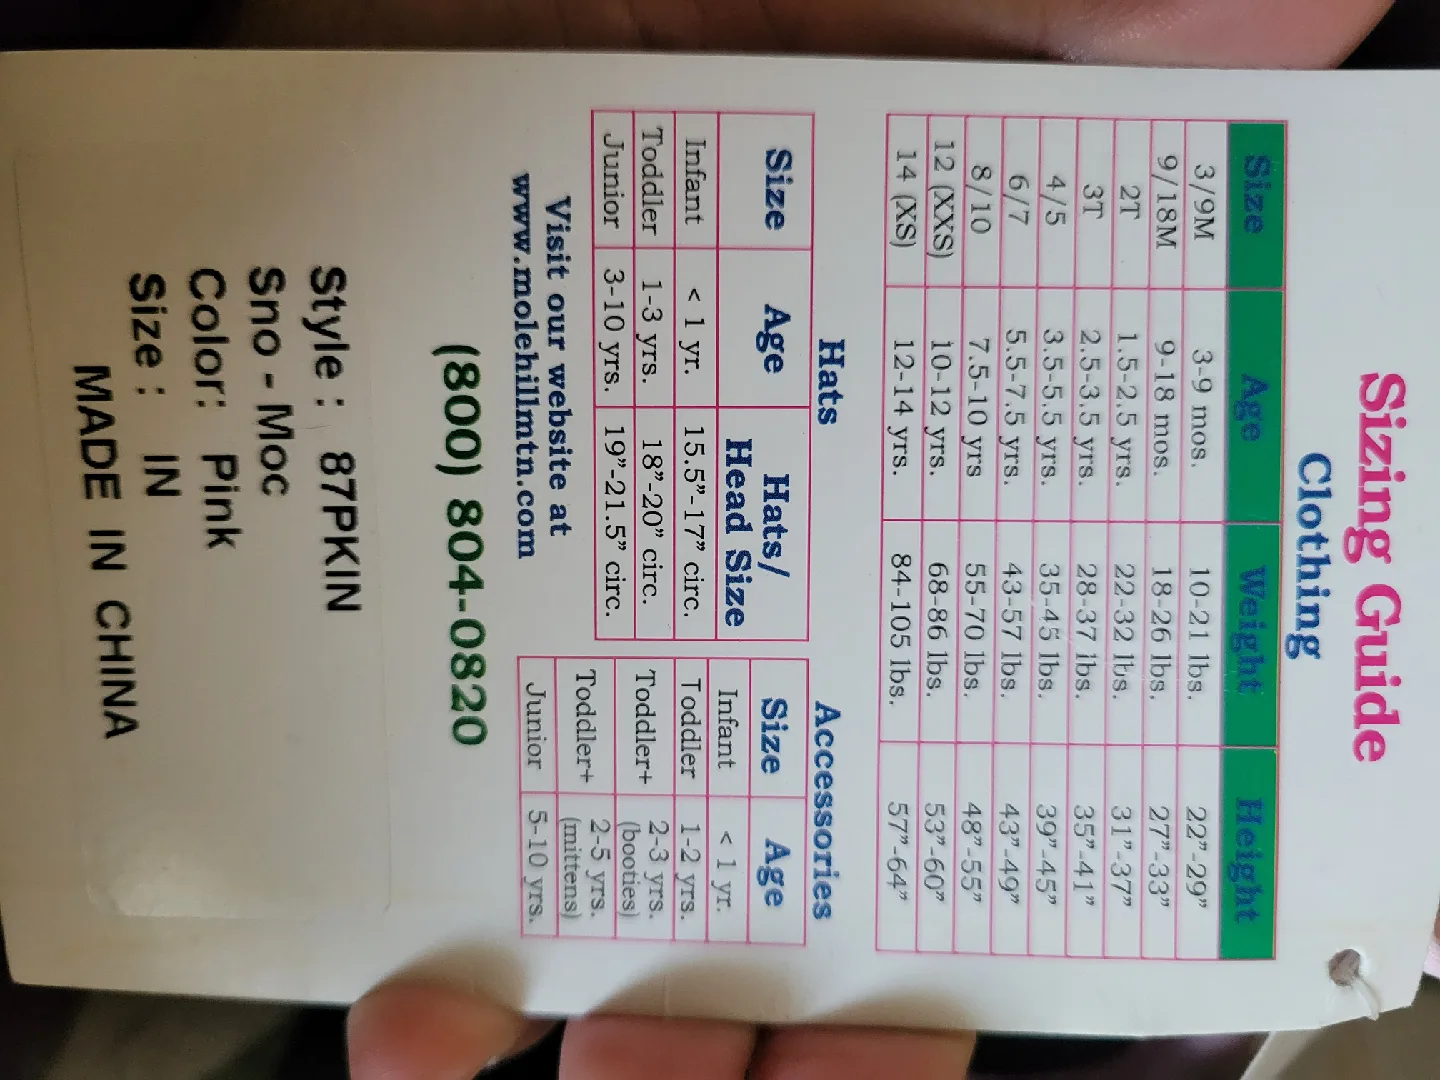 Sizing Guide
Clothing
Size Age Weight Height
3/9M 3-9 mos. 10-21 lbs. 22”-29”
9/18M 9-18 mos. 18-26 lbs. 27”-33”
2T 1.5-2.5 yrs. 22-32 lbs. 31”-37”
3T 2.5-3.5 yrs. 28-37 lbs. 35”-41”
4/5 3.5-5.5 yrs. 35-45 lbs. 39”-45”
6/7 5.5-7.5 yrs. 43-57 lbs. 43”-49”
8/10 7.5-10 yrs 55-70 lbs. 48”-55”
12 (XXS) 10-12 yrs. 68-86 lbs. 53”-60”
14 (XS) 12-14 yrs. 84-105 lbs. 57”-64”
Hats
Size Age Hats/
Head Size
Infant < 1 yr. 15.5”-17” circ.
Toddler 1-3 yrs. 18”-20” circ.
Junior 3-10 yrs. 19”-21.5” circ.
Accessories
Size Age
Infant < 1 yr.
Toddler 1-2 yrs.
Toddler+ 2-3 yrs.
(booties)
Toddler+ 2-5 yrs.
(mittens)
Junior 5-10 yrs.
Visit our website at
www.molehillmtn.com
(800) 804-0820
Style : 87PKIN
Sno - Moc
Color: Pink
Size : IN
MADE IN CHINA